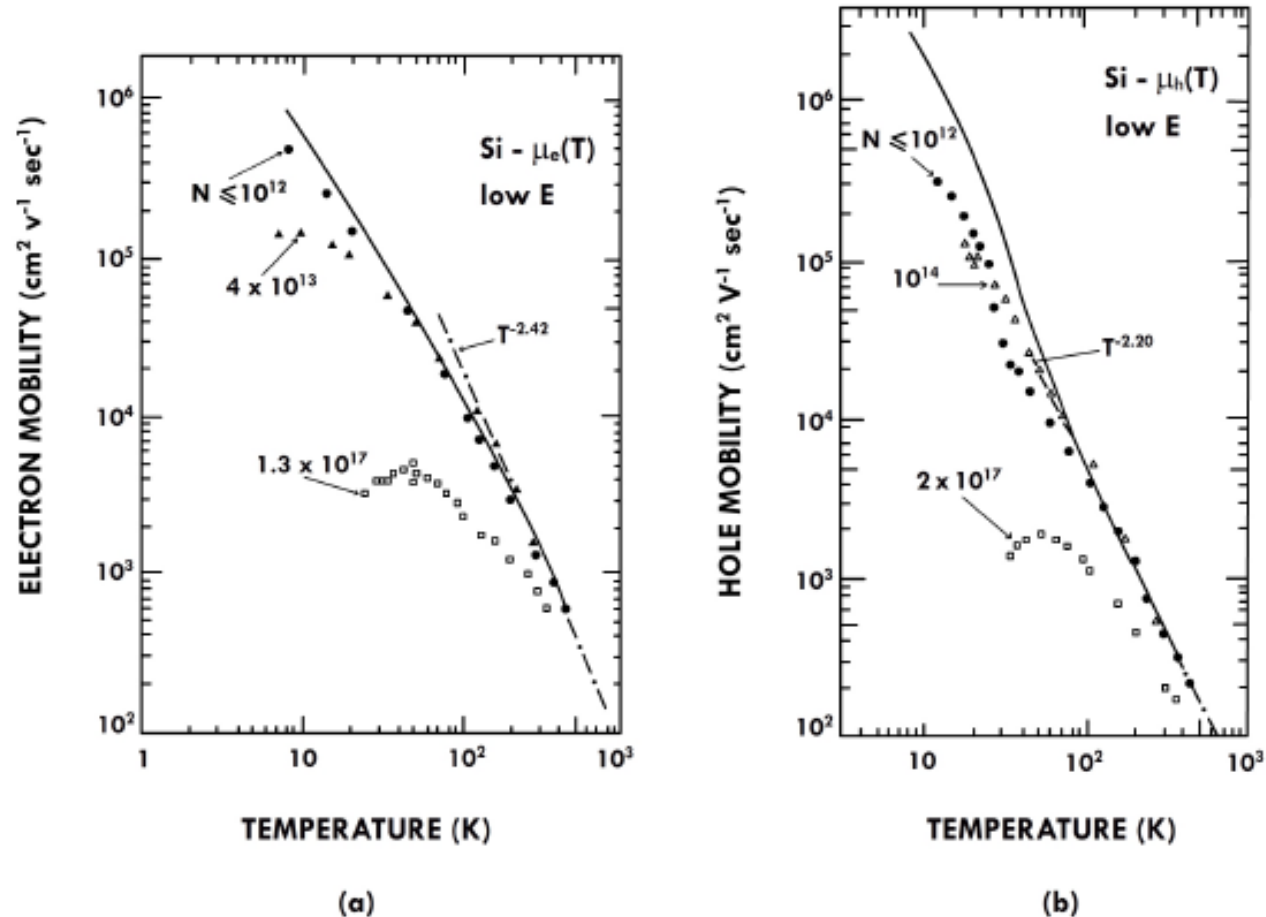 ELECTRON MOBILITY (cm² v⁻¹ sec⁻¹)
10⁶
10⁵
10⁴
10³
10²
1
10
10²
10³
Si - μₑ(T)
low E
N ⩽10¹²
4 x 10¹³
T⁻²·⁴²
1.3 x 10¹⁷
TEMPERATURE (K)
(a)
HOLE MOBILITY (cm² V⁻¹ sec⁻¹)
10⁶
10⁵
10⁴
10³
10²
10
10²
10³
Si - μₕ(T)
low E
N ⩽10¹²
10¹⁴
T⁻²·²⁰
2 x 10¹⁷
TEMPERATURE (K)
(b)